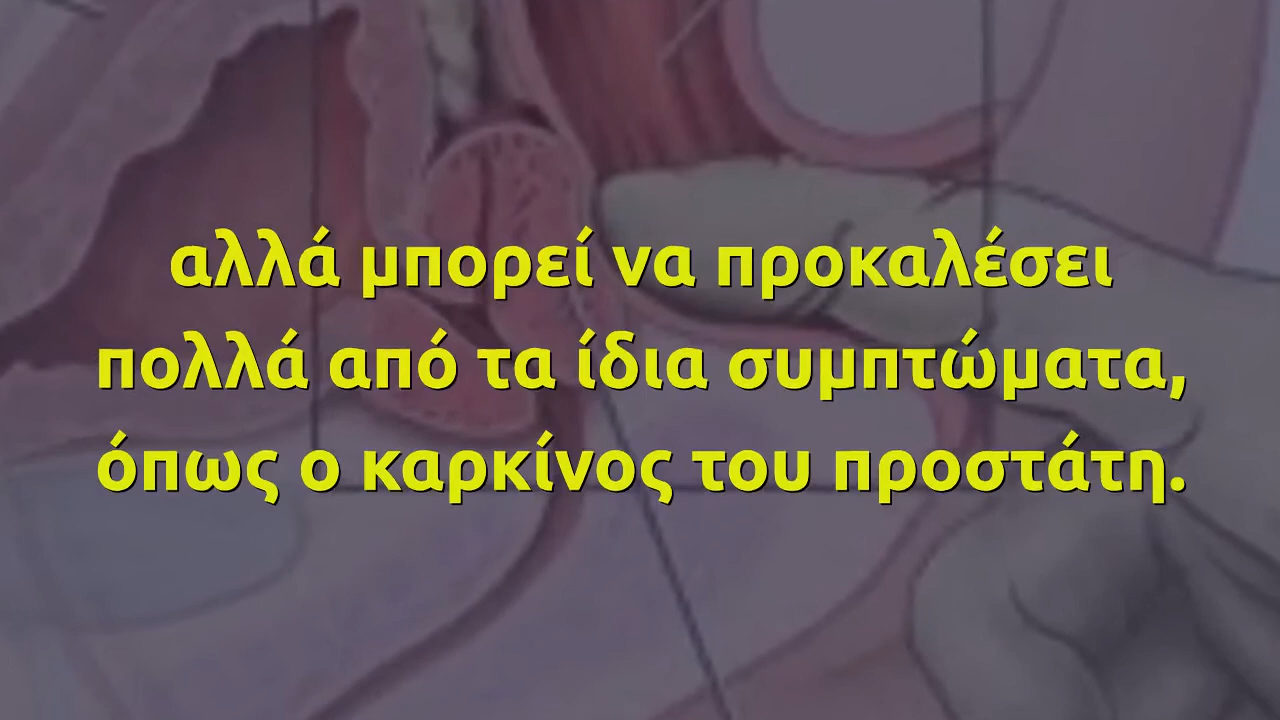 αλλά μπορεί να προκαλέσει
πολλά από τα ίδια συμπτώματα,
όπως ο καρκίνος του προστάτη.